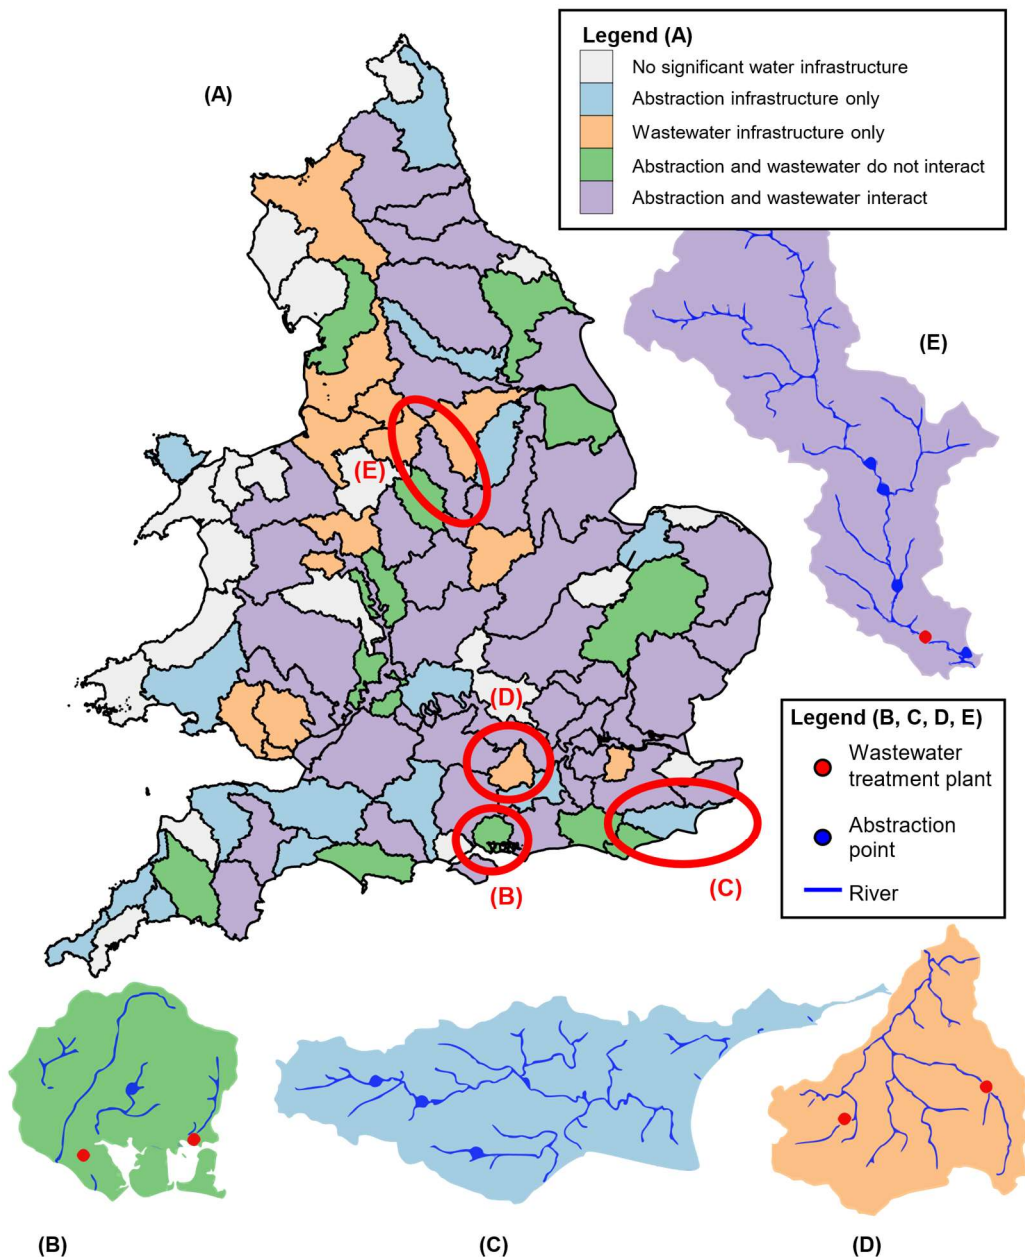 Legend (A)
No significant water infrastructure
(A)
Abstraction infrastructure only
Wastewater infrastructure only
Abstraction and wastewater do not interact
Abstraction and wastewater interact
(E)
(E)
(D)
Legend (B, C, D, E)
Wastewater
treatment plant
Abstraction
point
River
(B)
(C)
(B)
(C)
(D)